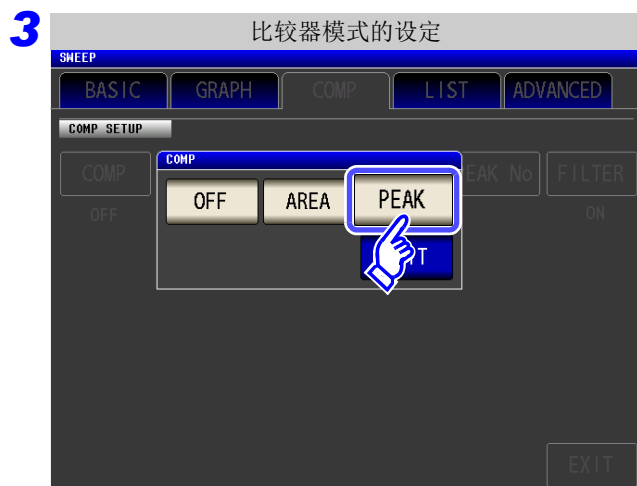 3
比较器模式的设定
SWEEP
BASIC GRAPH COMP LIST ADVANCED
COMP SETUP
COMP
COMP EAK No FILTER
OFF AREA PEAK
OFF ON
EXIT